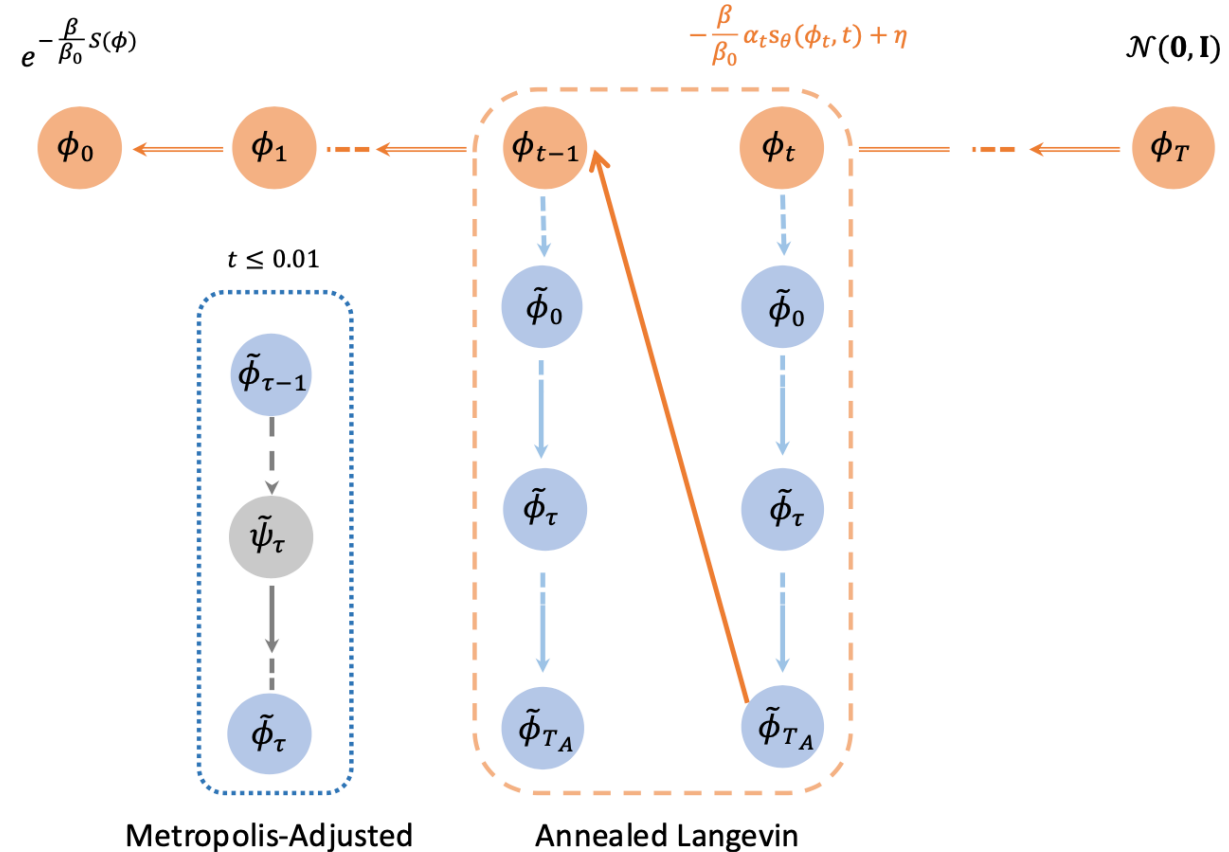 $e^{-\frac{\beta}{\beta_0}S(\phi)}$
$-\frac{\beta}{\beta_0}\alpha_t s_\theta(\phi_t, t) + \eta$
$\mathcal{N}(\mathbf{0}, \mathbf{I})$
$\phi_0$ $\phi_1$ $\phi_{t-1}$ $\phi_t$ $\phi_T$
$t \leq 0.01$
$\tilde{\phi}_0$ $\tilde{\phi}_0$
$\tilde{\phi}_{\tau-1}$
$\tilde{\phi}_\tau$ $\tilde{\phi}_\tau$
$\tilde{\psi}_\tau$
$\tilde{\phi}_\tau$ $\tilde{\phi}_{T_A}$ $\tilde{\phi}_{T_A}$
Metropolis-Adjusted
Annealed Langevin